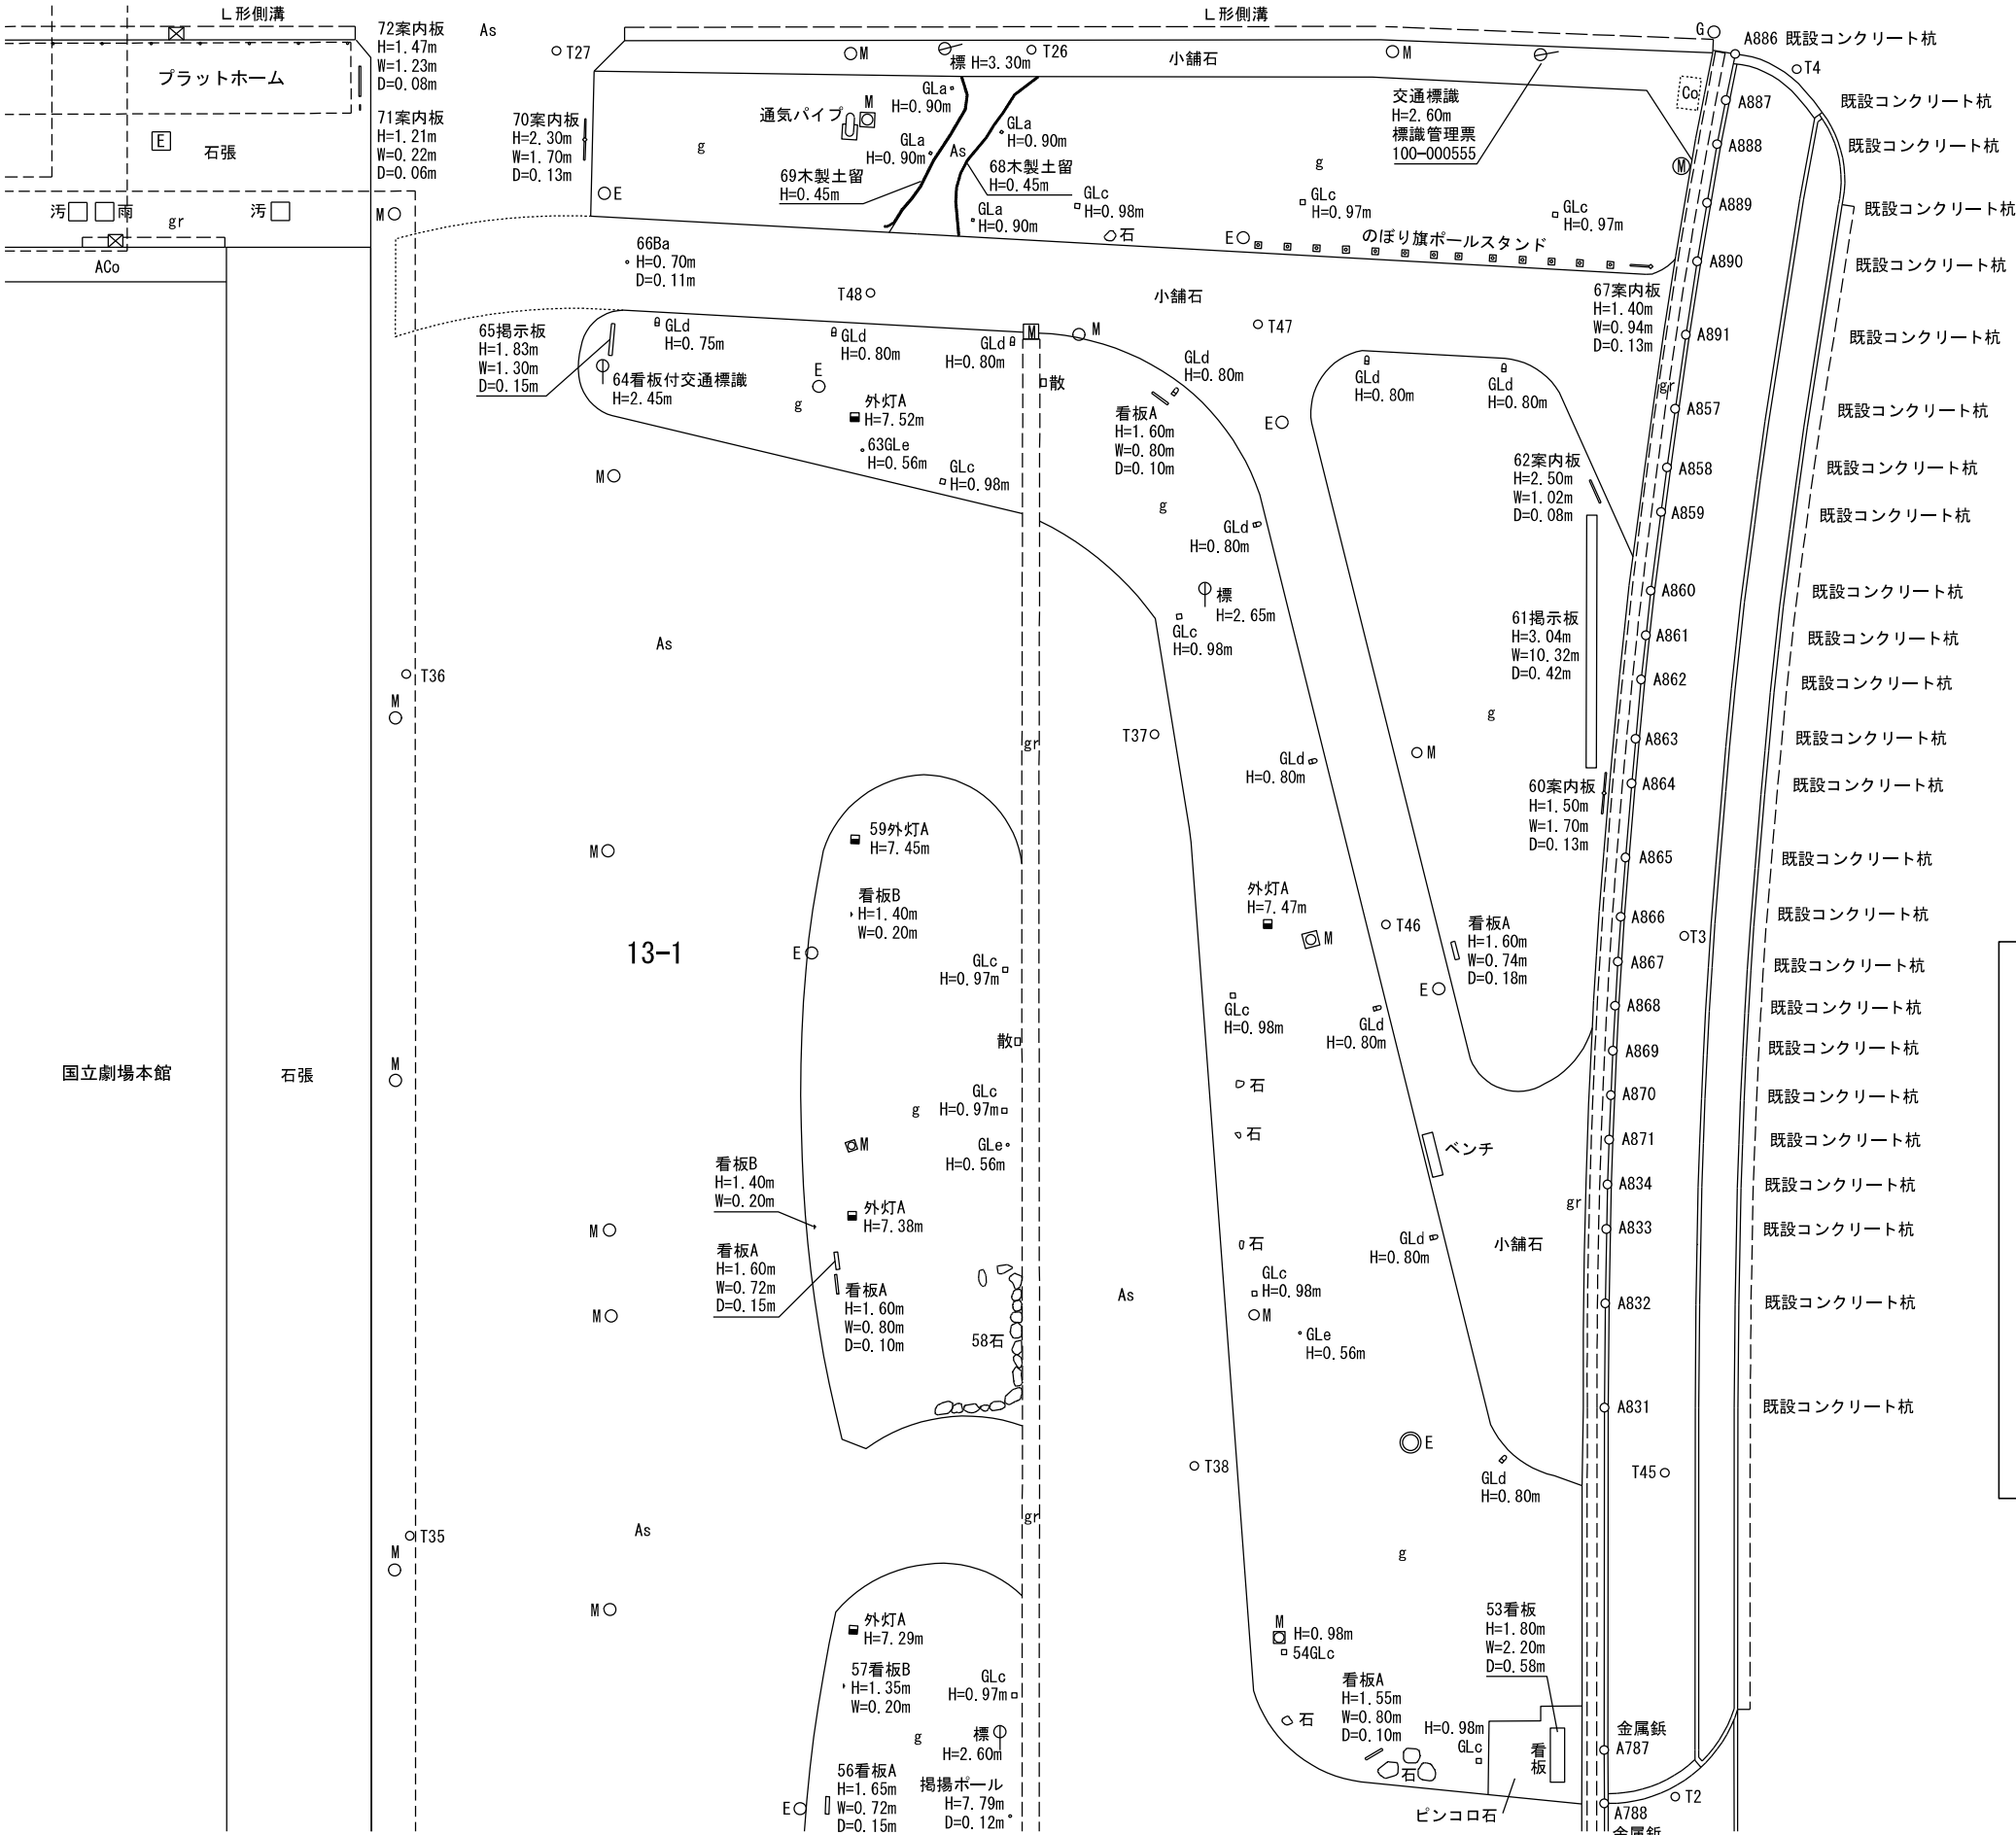 L形側溝
L形側溝
72案内板
H=1.47m
W=1.23m
D=0.08m
As
T27
M
標 H=3.30m
T26
小舗石
M
G
A886 既設コンクリート杭
T4
プラットホーム
E
石張
71案内板
H=1.21m
W=0.22m
D=0.06m
70案内板
H=2.30m
W=1.70m
D=0.13m
E
g
通気パイプ
M
GLa
H=0.90m
GLa
H=0.90m
As
GLa
H=0.90m
69木製土留
H=0.45m
68木製土留
H=0.45m
GLa
H=0.90m
GLc
H=0.98m
石
交通標識
H=2.60m
標識管理票
100-000555
g
GLc
H=0.97m
GLc
H=0.97m
Co
M
E
のぼり旗ポールスタンド
A887
既設コンクリート杭
A888
既設コンクリート杭
A889
既設コンクリート杭
A890
既設コンクリート杭
汚
雨
汚
gr
M
ACo
66Ba
H=0.70m
D=0.11m
T48
小舗石
T47
67案内板
H=1.40m
W=0.94m
D=0.13m
A891
既設コンクリート杭
65掲示板
H=1.83m
W=1.30m
D=0.15m
GLd
H=0.75m
64看板付交通標識
H=2.45m
GLd
H=0.80m
E
g
外灯A
H=7.52m
63GLe
H=0.56m
GLc
H=0.98m
GLd
H=0.80m
M
M
散
GLd
H=0.80m
看板A
H=1.60m
W=0.80m
D=0.10m
g
E
GLd
H=0.80m
GLd
H=0.80m
gr
A857
既設コンクリート杭
62案内板
H=2.50m
W=1.02m
D=0.08m
A858
既設コンクリート杭
A859
既設コンクリート杭
M
GLd
H=0.80m
標
H=2.65m
GLc
H=0.98m
As
T36
M
61掲示板
H=3.04m
W=10.32m
D=0.42m
A860
既設コンクリート杭
A861
既設コンクリート杭
A862
既設コンクリート杭
g
T37
gr
GLd
H=0.80m
M
A863
既設コンクリート杭
60案内板
H=1.50m
W=1.70m
D=0.13m
A864
既設コンクリート杭
M
59外灯A
H=7.45m
看板B
H=1.40m
W=0.20m
A865
既設コンクリート杭
外灯A
H=7.47m
M
T46
看板A
H=1.60m
W=0.74m
D=0.18m
A866
既設コンクリート杭
T3
13-1
E
GLc
H=0.97m
A867
既設コンクリート杭
E
GLc
H=0.98m
GLd
H=0.80m
A868
既設コンクリート杭
散
A869
既設コンクリート杭
国立劇場本館
石張
M
g
GLc
H=0.97m
石
A870
既設コンクリート杭
M
GLe
H=0.56m
石
ベンチ
A871
既設コンクリート杭
看板B
H=1.40m
W=0.20m
外灯A
H=7.38m
A834
既設コンクリート杭
gr
A833
既設コンクリート杭
M
看板A
H=1.60m
W=0.72m
D=0.15m
看板A
H=1.60m
W=0.80m
D=0.10m
石
GLd
H=0.80m
小舗石
GLc
H=0.98m
M
As
A832
既設コンクリート杭
M
58石
GLe
H=0.56m
A831
既設コンクリート杭
E
T38
GLd
H=0.80m
T45
T35
M
As
gr
g
M
外灯A
H=7.29m
57看板B
H=1.35m
W=0.20m
GLc
H=0.97m
g
標
H=2.60m
M
H=0.98m
54GLc
53看板
H=1.80m
W=2.20m
D=0.58m
看板A
H=1.55m
W=0.80m
D=0.10m
石
石
H=0.98m
GLc
看板
金属鋲
A787
56看板A
H=1.65m
W=0.72m
D=0.15m
E
掲揚ポール
H=7.79m
D=0.12m
ピンコロ石
T2
A788
金属鋲